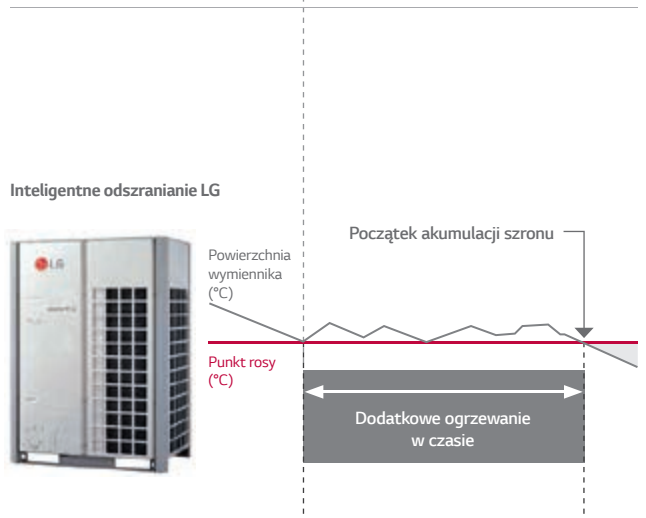 Inteligentne odszranianie LG
LG
Początek akumulacji szronu
Powierzchnia
wymiennika
(°C)
Punkt rosy
(°C)
Dodatkowe ogrzewanie
w czasie